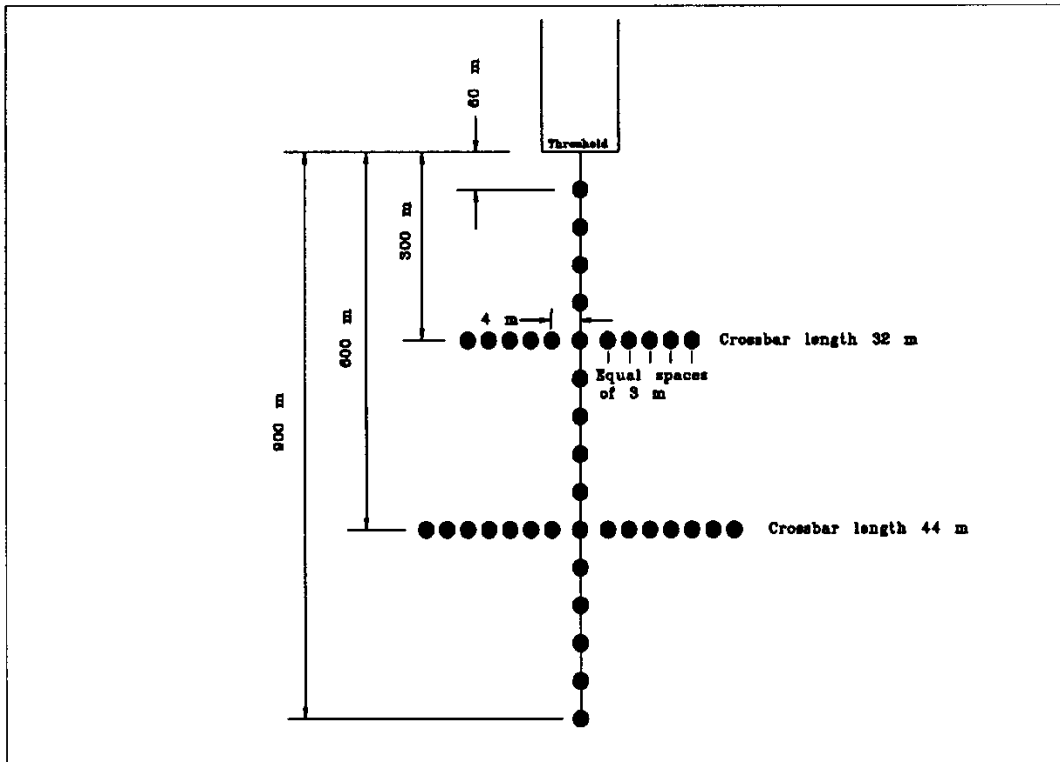 60 m
Threshold
300 m
600 m
900 m
4 m
Crossbar length 32 m
Equal spaces
of 3 m
Crossbar length 44 m